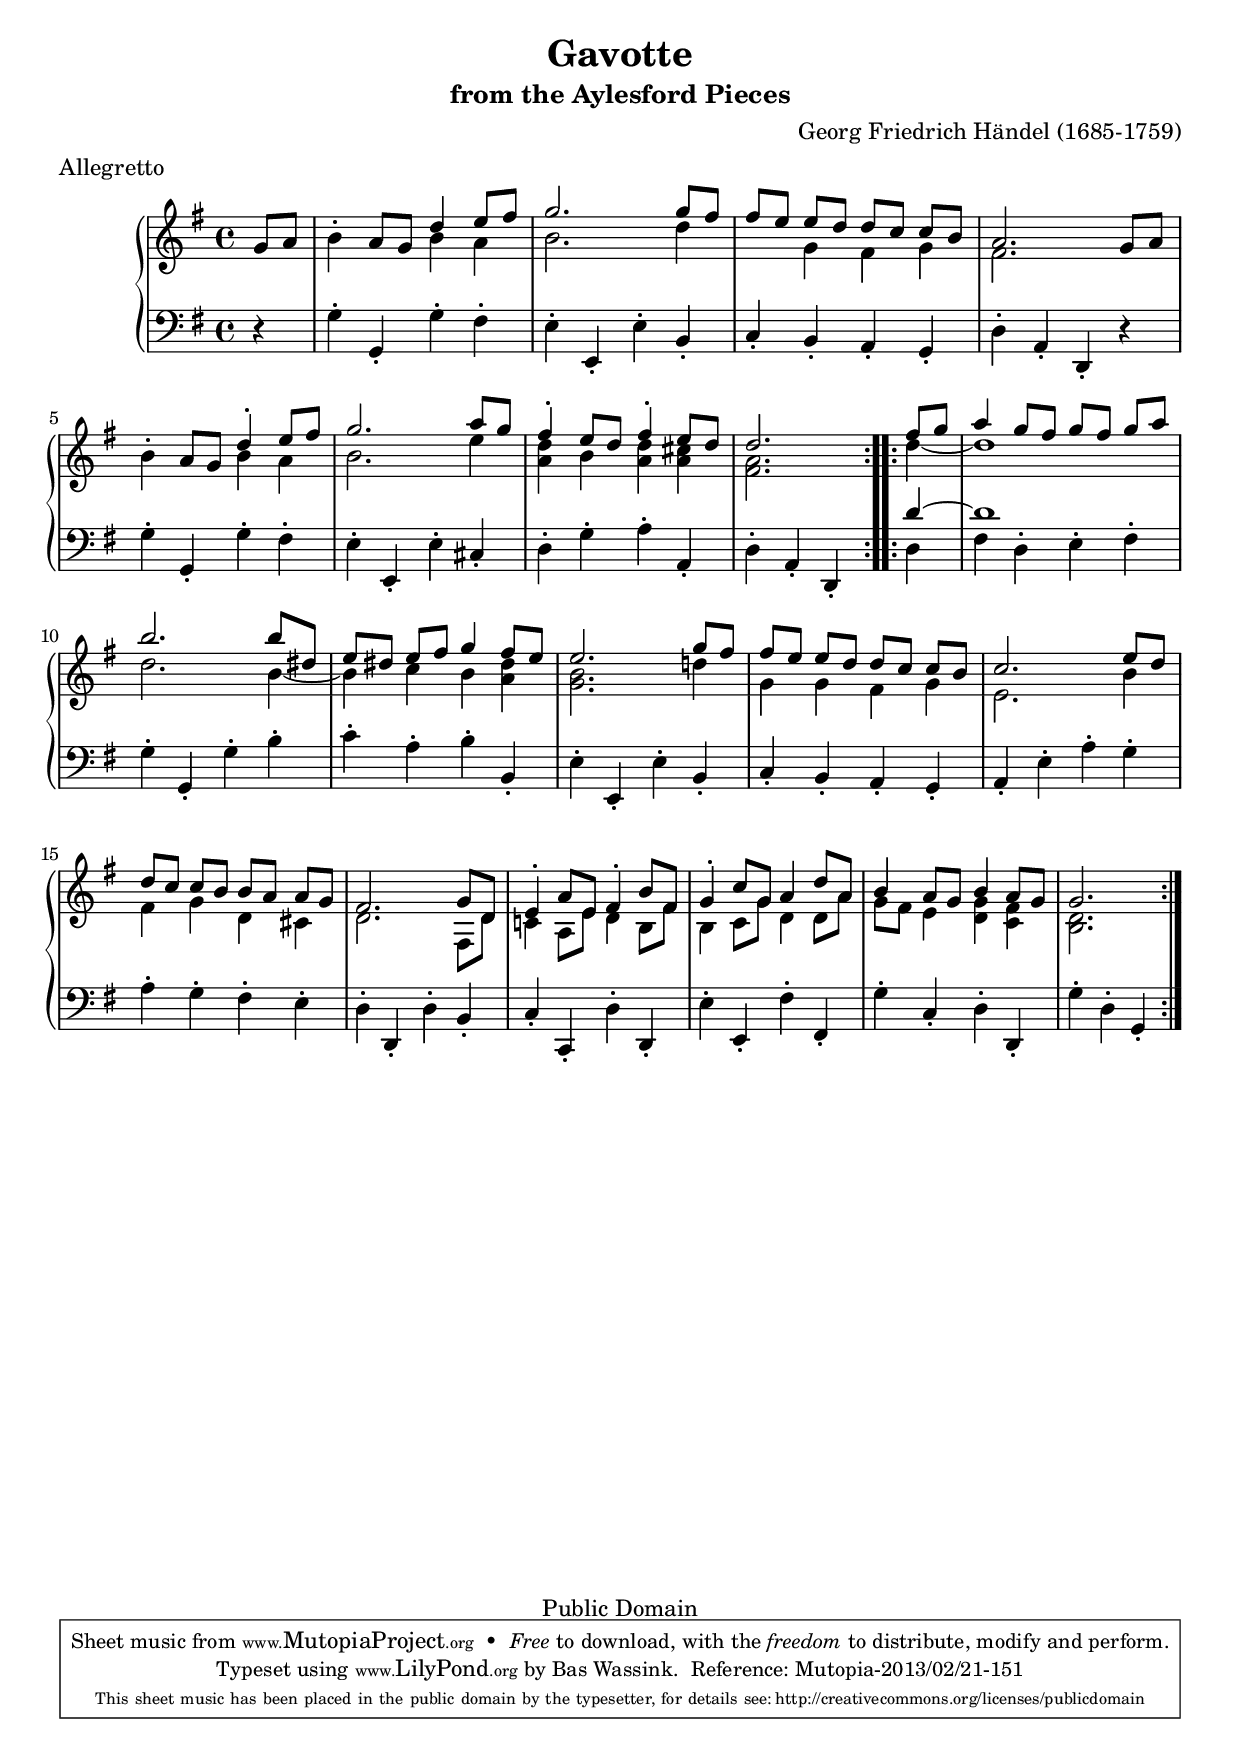 Gavotte
from the Aylesford Pieces
Georg Friedrich Händel (1685-1759)
Allegretto
5
10
15
Public Domain
Sheet music from www.MutopiaProject.org • Free to download, with the freedom to distribute, modify and perform.
Typeset using www.LilyPond.org by Bas Wassink. Reference: Mutopia-2013/02/21-151
This sheet music has been placed in the public domain by the typesetter, for details see: http://creativecommons.org/licenses/publicdomain